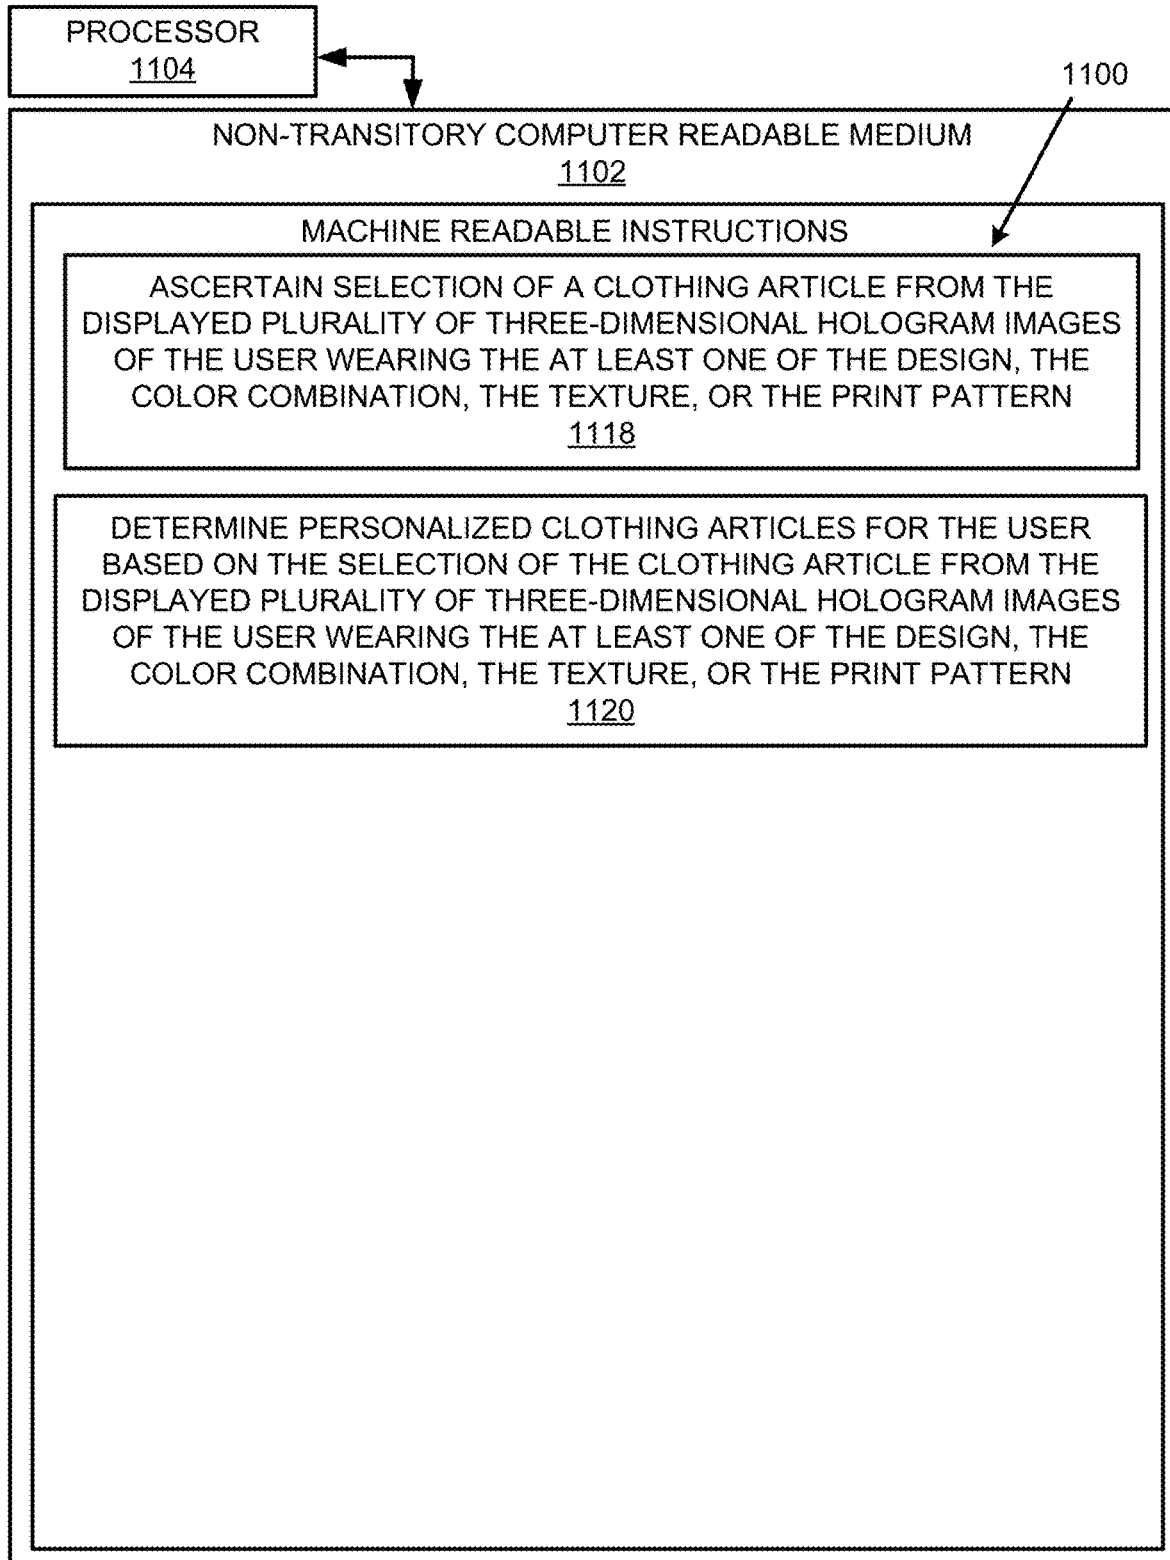 PROCESSOR
1104
1100
NON-TRANSITORY COMPUTER READABLE MEDIUM
1102
MACHINE READABLE INSTRUCTIONS
ASCERTAIN SELECTION OF A CLOTHING ARTICLE FROM THE
DISPLAYED PLURALITY OF THREE-DIMENSIONAL HOLOGRAM IMAGES
OF THE USER WEARING THE AT LEAST ONE OF THE DESIGN, THE
COLOR COMBINATION, THE TEXTURE, OR THE PRINT PATTERN
1118
DETERMINE PERSONALIZED CLOTHING ARTICLES FOR THE USER
BASED ON THE SELECTION OF THE CLOTHING ARTICLE FROM THE
DISPLAYED PLURALITY OF THREE-DIMENSIONAL HOLOGRAM IMAGES
OF THE USER WEARING THE AT LEAST ONE OF THE DESIGN, THE
COLOR COMBINATION, THE TEXTURE, OR THE PRINT PATTERN
1120